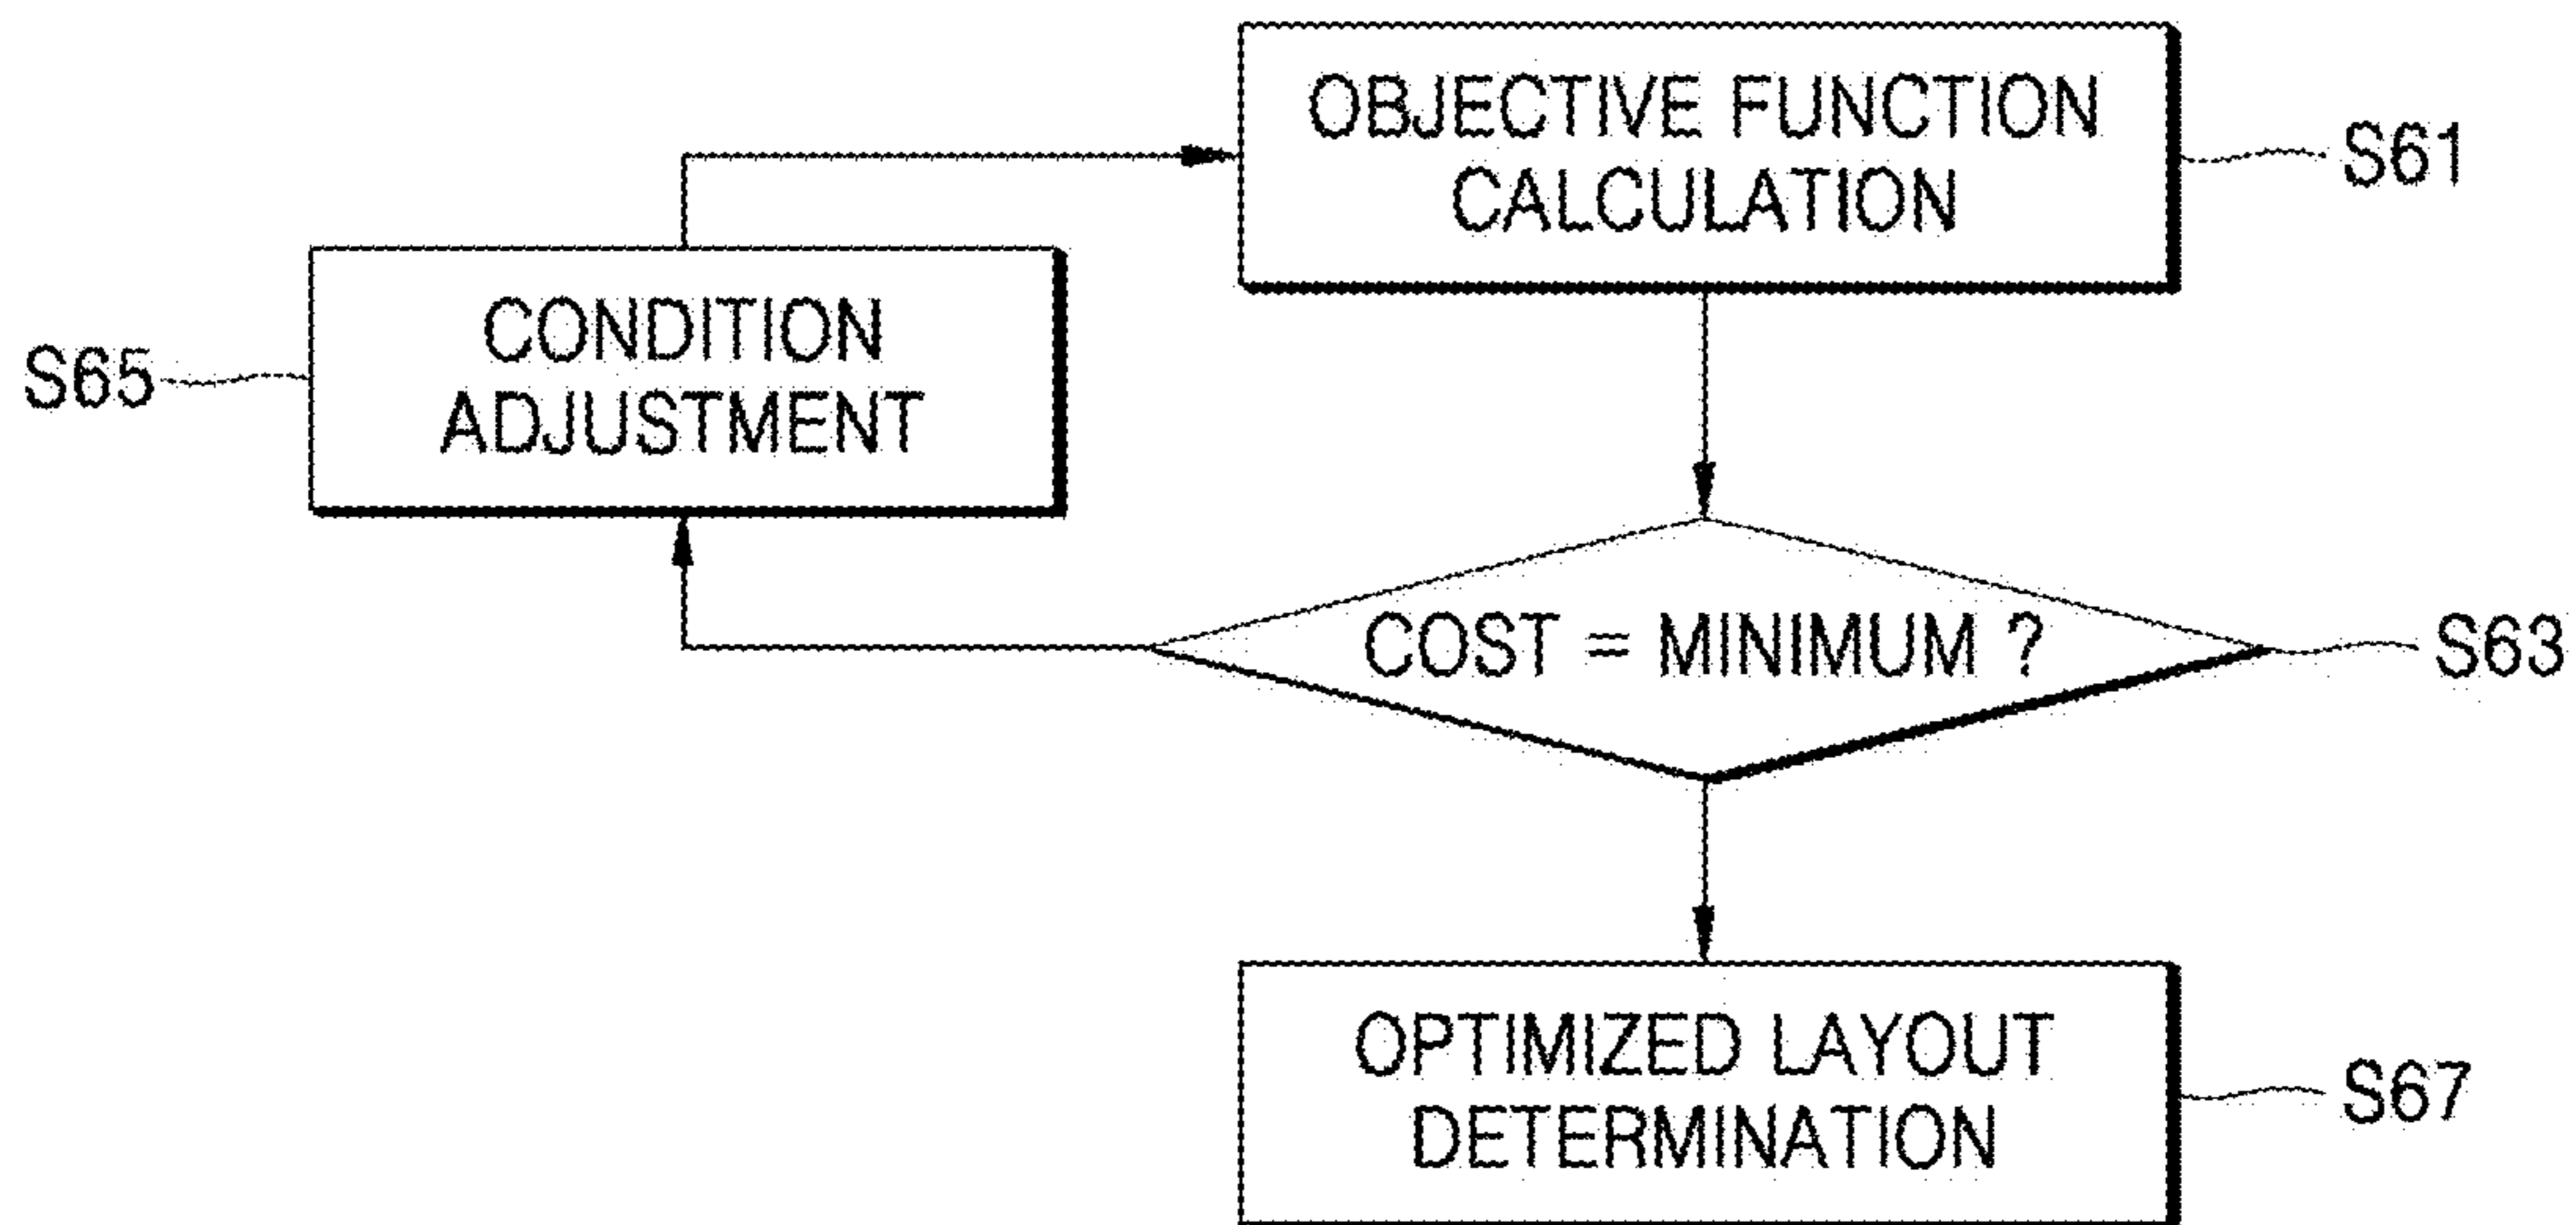 OBJECTIVE FUNCTION
CALCULATION
S61
CONDITION
ADJUSTMENT
S65
COST = MINIMUM ?
S63
OPTIMIZED LAYOUT
DETERMINATION
S67